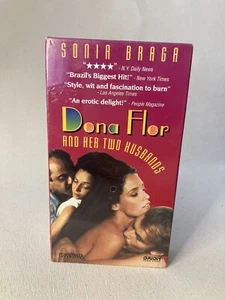 SONIA BRAGA
"★★★★" - N.Y. Daily News
"Brazil's Biggest Hit!" - New York Times
"Style, wit and fascination to burn"
- Los Angeles Times
"An erotic delight!" - People Magazine
Dona Flor
AND HER TWO HUSBANDS